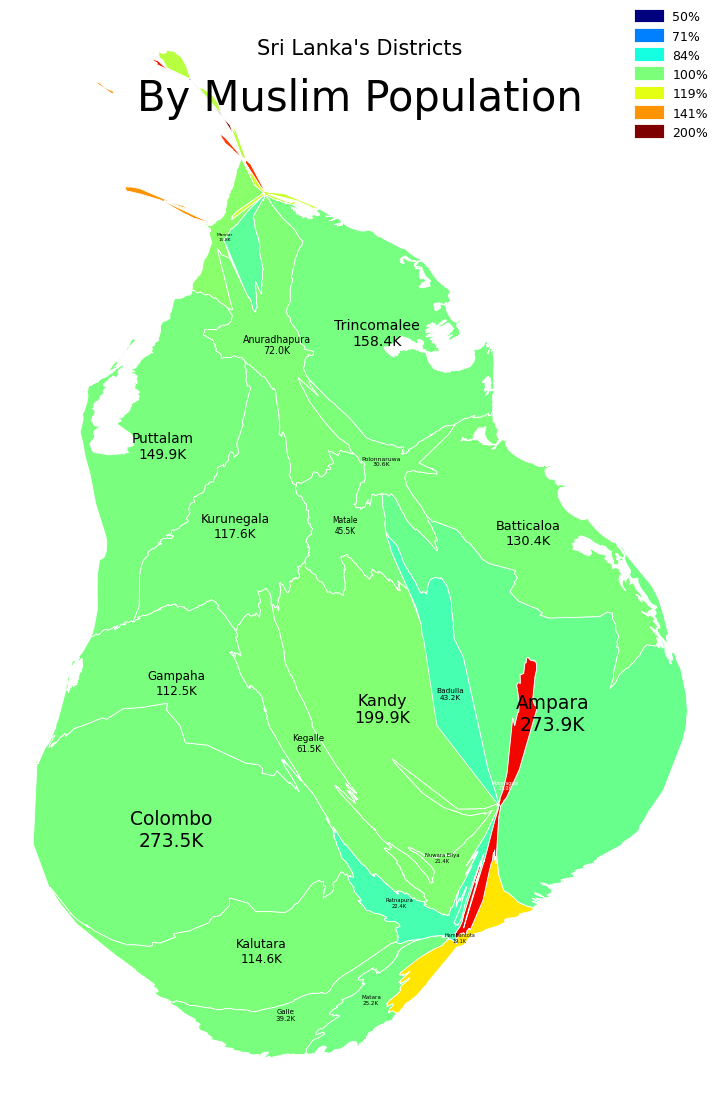 Sri Lanka's Districts
By Muslim Population
50%
71%
84%
100%
119%
141%
200%
Mannar
Trincomalee
158.4K
Anuradhapura
72.0K
Puttalam
149.9K
Polonnaruwa
30.6K
Kurunegala
117.6K
Matale
45.5K
Batticaloa
130.4K
Gampaha
112.5K
Badulla
43.2K
Kandy
199.9K
Ampara
273.9K
Kegalle
61.5K
Colombo
273.5K
Nuwara Eliya
21.4K
Ratnapura
22.4K
Hambantota
19.1K
Kalutara
114.6K
Matara
25.2K
Galle
39.2K